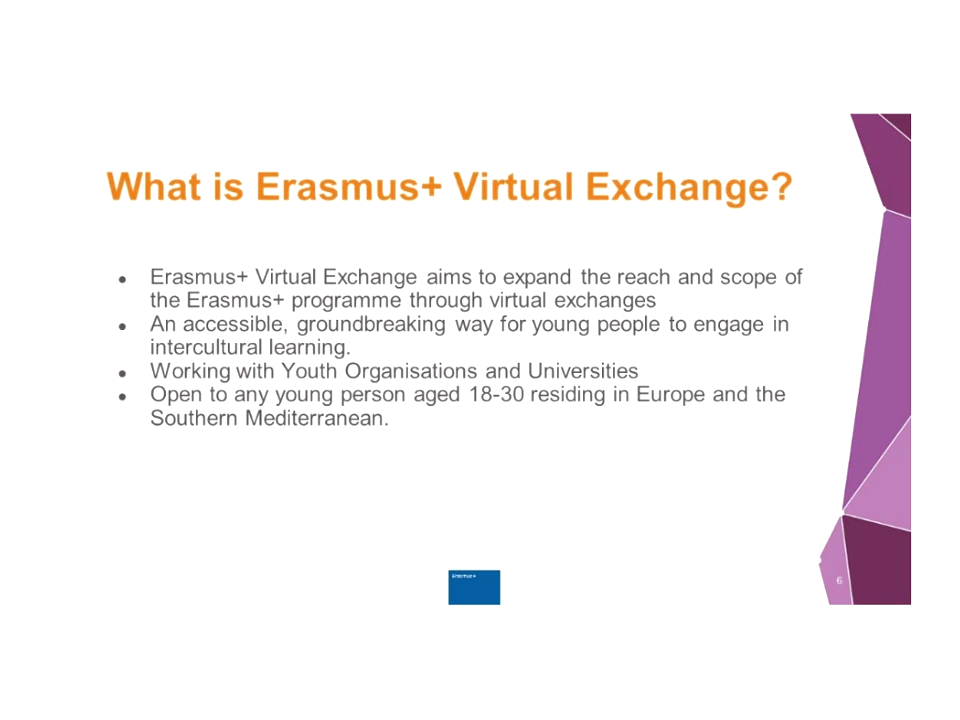 What is Erasmus+ Virtual Exchange?
● Erasmus+ Virtual Exchange aims to expand the reach and scope of
the Erasmus+ programme through virtual exchanges
● An accessible, groundbreaking way for young people to engage in
intercultural learning.
● Working with Youth Organisations and Universities
● Open to any young person aged 18-30 residing in Europe and the
Southern Mediterranean.
Erasmus+
6